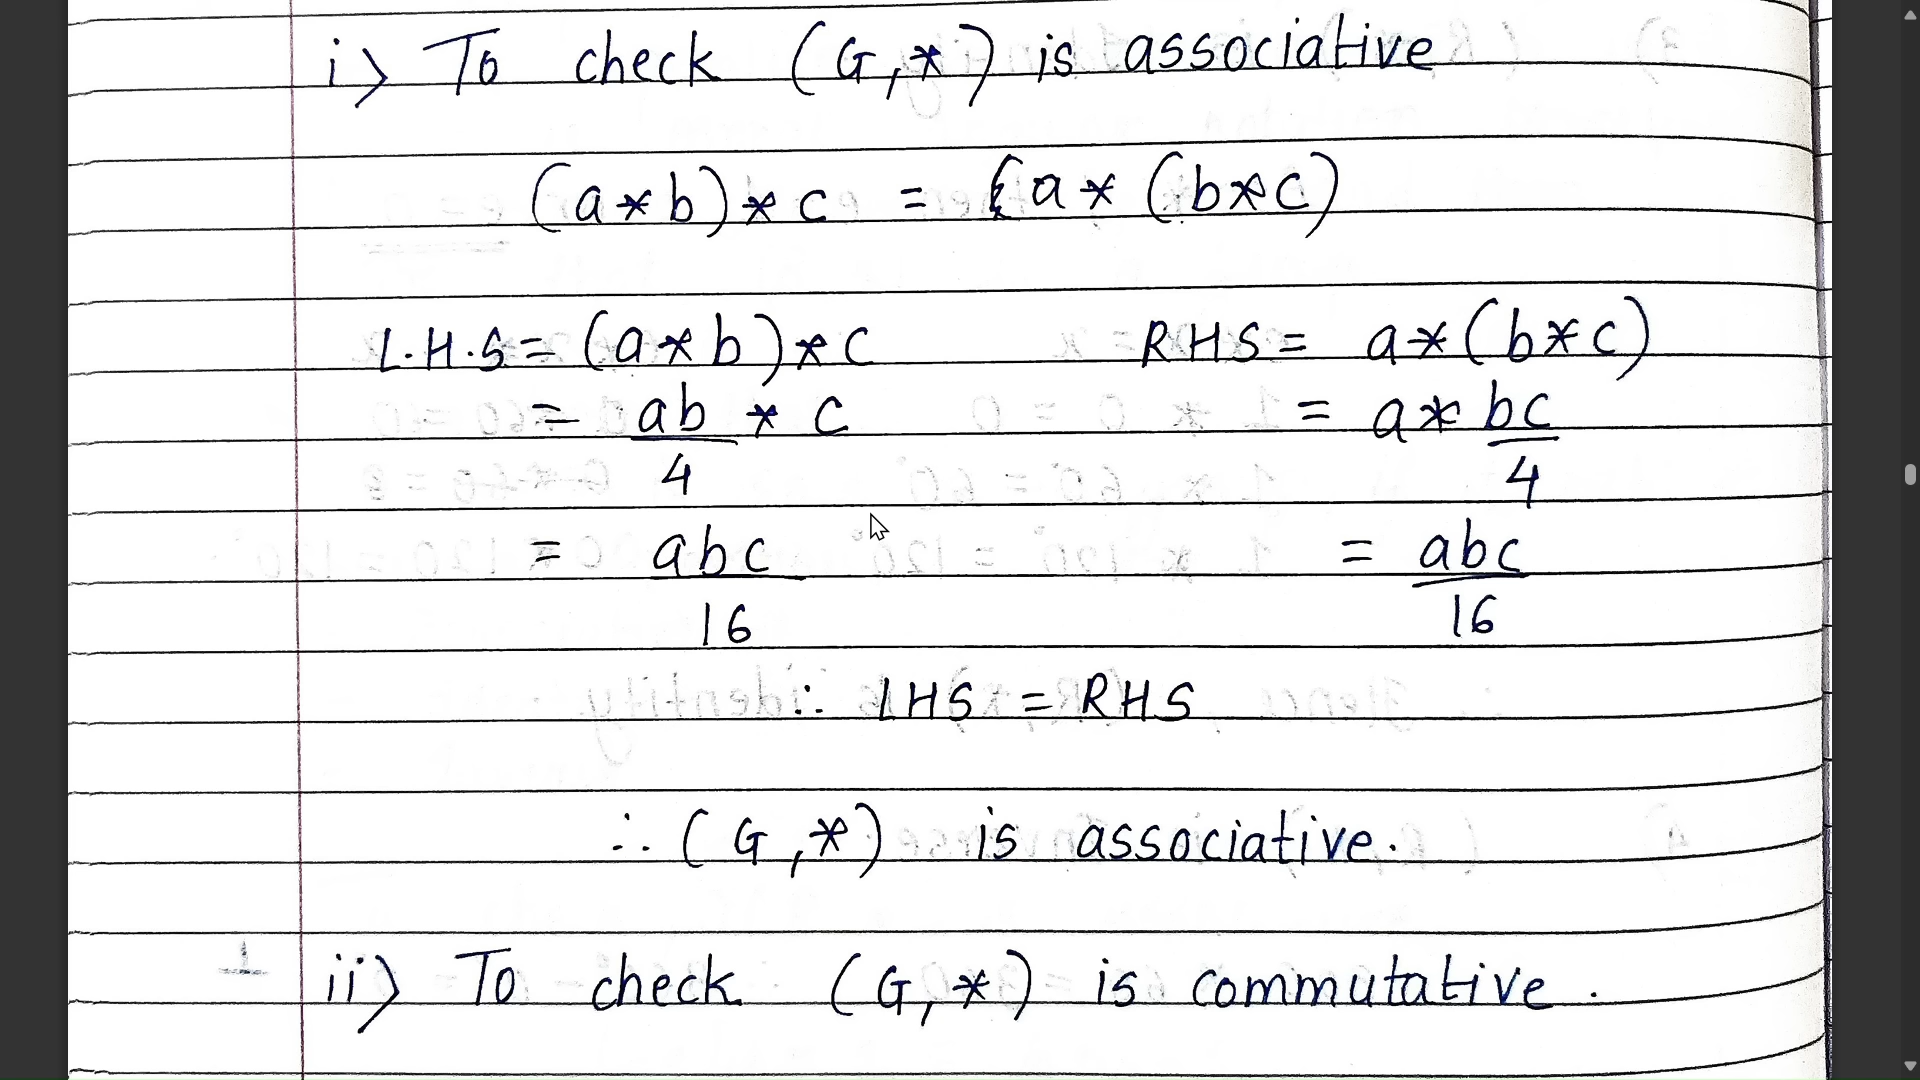 i) To check (G,*) is associative
(a*b)*c = a*(b*c)
L.H.S = (a*b)*c RHS = a*(b*c)
= ab/4 * c = a* bc/4
= abc/16 = abc/16
∴ LHS = RHS
∴ (G,*) is associative.
ii) To check (G,*) is commutative.